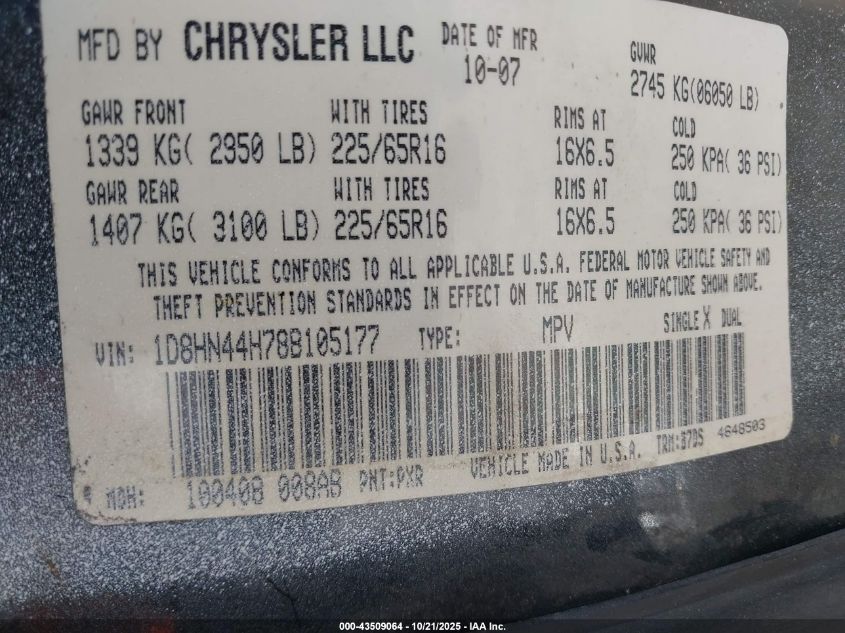 MFD BY CHRYSLER LLC DATE OF MFR GVWR
10-07 2745 KG(06050 LB)
GAWR FRONT WITH TIRES RIMS AT COLD
1339 KG( 2950 LB) 225/65R16 16X6.5 250 KPA( 36 PSI)
GAWR REAR WITH TIRES RIMS AT COLD
1407 KG( 3100 LB) 225/65R16 16X6.5 250 KPA( 36 PSI)
THIS VEHICLE CONFORMS TO ALL APPLICABLE U.S.A. FEDERAL MOTOR VEHICLE SAFETY AND
THEFT PREVENTION STANDARDS IN EFFECT ON THE DATE OF MANUFACTURE SHOWN ABOVE.
VIN: 1D8HN44H78B105177 TYPE: MPV SINGLE X DUAL
MDH: 100408 008AB PNT:PXR VEHICLE MADE IN U.S.A. TRM:37DS 4648503
000-43509064 / 10/21/2025 - IAA Inc.